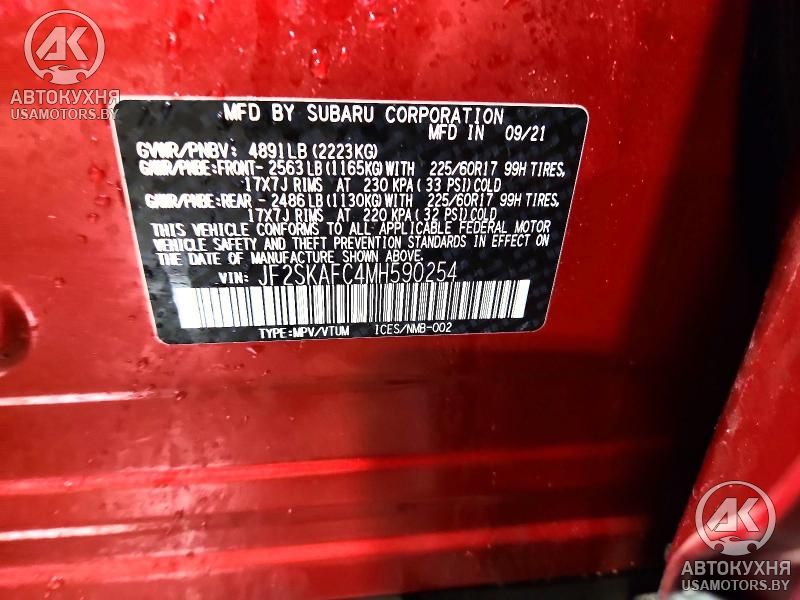 AK
АВТОКУХНЯ
USAMOTORS.BY
MFD BY SUBARU CORPORATION
MFD IN 09/21
GVWR/PNBV: 4891LB (2223KG)
GAWR/PNBE:FRONT- 2563LB (1165KG)WITH 225/60R17 99H TIRES,
17X7J RIMS AT 230 KPA (33 PSI)COLD
GAWR/PNBE:REAR -2486LB (1130KG)WITH 225/60R17 99H TIRES,
17X7J RIMS AT 220 KPA (32 PSI)COLD
THIS VEHICLE CONFORMS TO ALL APPLICABLE FEDERAL MOTOR
VEHICLE SAFETY AND THEFT PREVENTION STANDARDS IN EFFECT
ON THE DATE OF MANUFACTURE SHOWN ABOVE.
VIN: JF2SKAFC4MH590254
TYPE:MPV/VTUM ICES/NMB-002
AK
АВТОКУХНЯ
USAMOTORS.BY